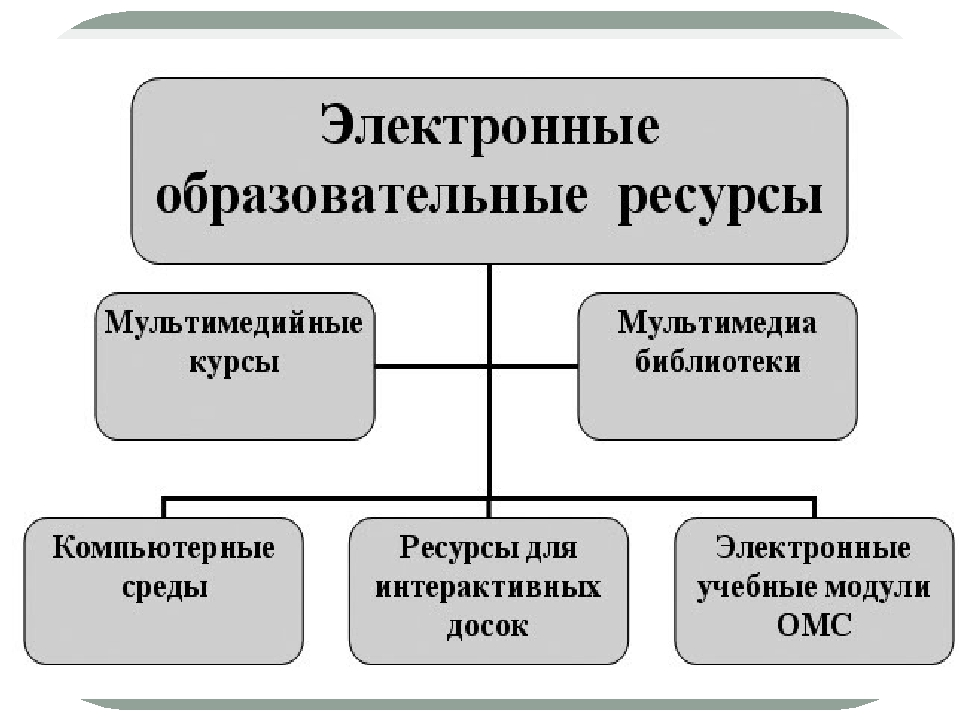 Электронные
образовательные ресурсы
Мультимедийные
курсы
Мультимедиа
библиотеки
Компьютерные
среды
Ресурсы для
интерактивных
досок
Электронные
учебные модули
ОМС